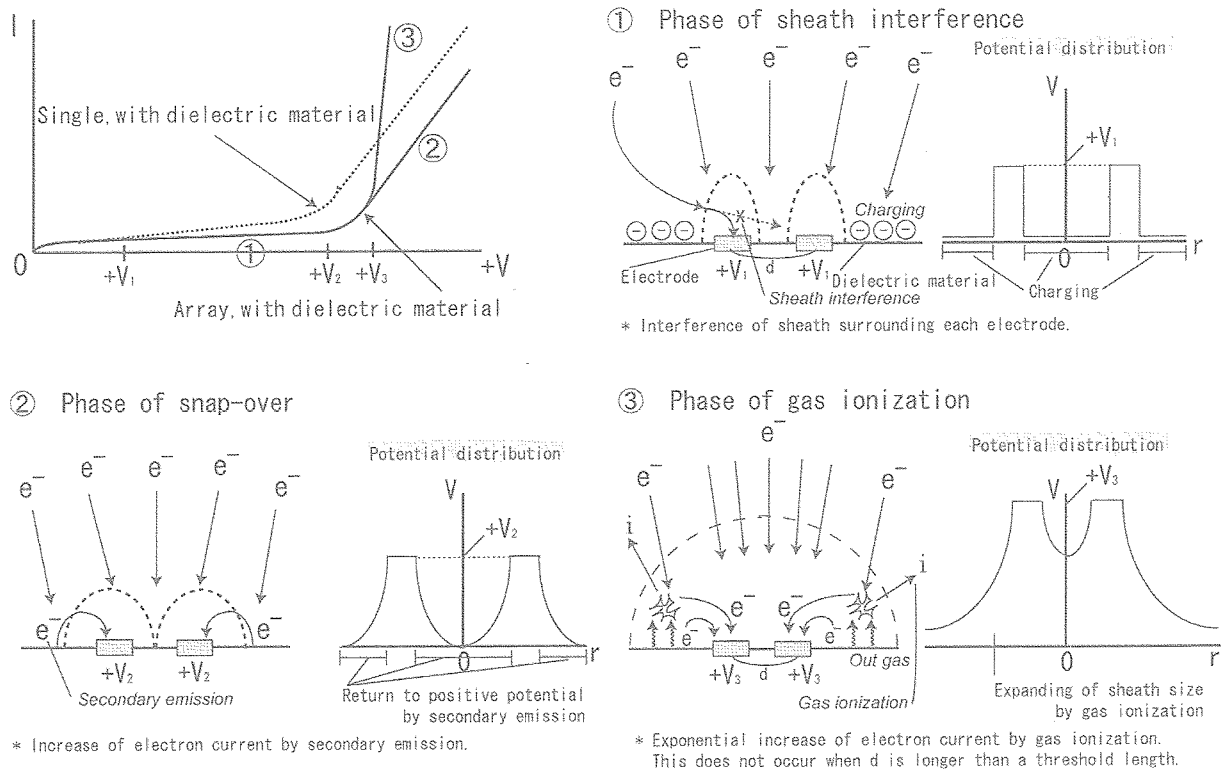 I
③
Single, with dielectric material
②
①
0
+V₁
+V₂
+V₃
+V
Array, with dielectric material
① Phase of sheath interference
e⁻
e⁻
e⁻
e⁻
e⁻
Charging
Electrode
+V₁
d
+V₁
Dielectric material
Sheath interference
Potential distribution
V
+V₁
0
r
Charging
* Interference of sheath surrounding each electrode.
② Phase of snap-over
e⁻
e⁻
e⁻
e⁻
e⁻
e⁻
e⁻
+V₂
+V₂
Secondary emission
Potential distribution
V
+V₂
0
r
Return to positive potential
by secondary emission
* Increase of electron current by secondary emission.
③ Phase of gas ionization
e⁻
e⁻
e⁻
i
i
e⁻
e⁻
e⁻
e⁻
+V₃
d
+V₃
Out gas
Gas ionization
Potential distribution
V
+V₃
0
r
Expanding of sheath size
by gas ionization
* Exponential increase of electron current by gas ionization.
This does not occur when d is longer than a threshold length.